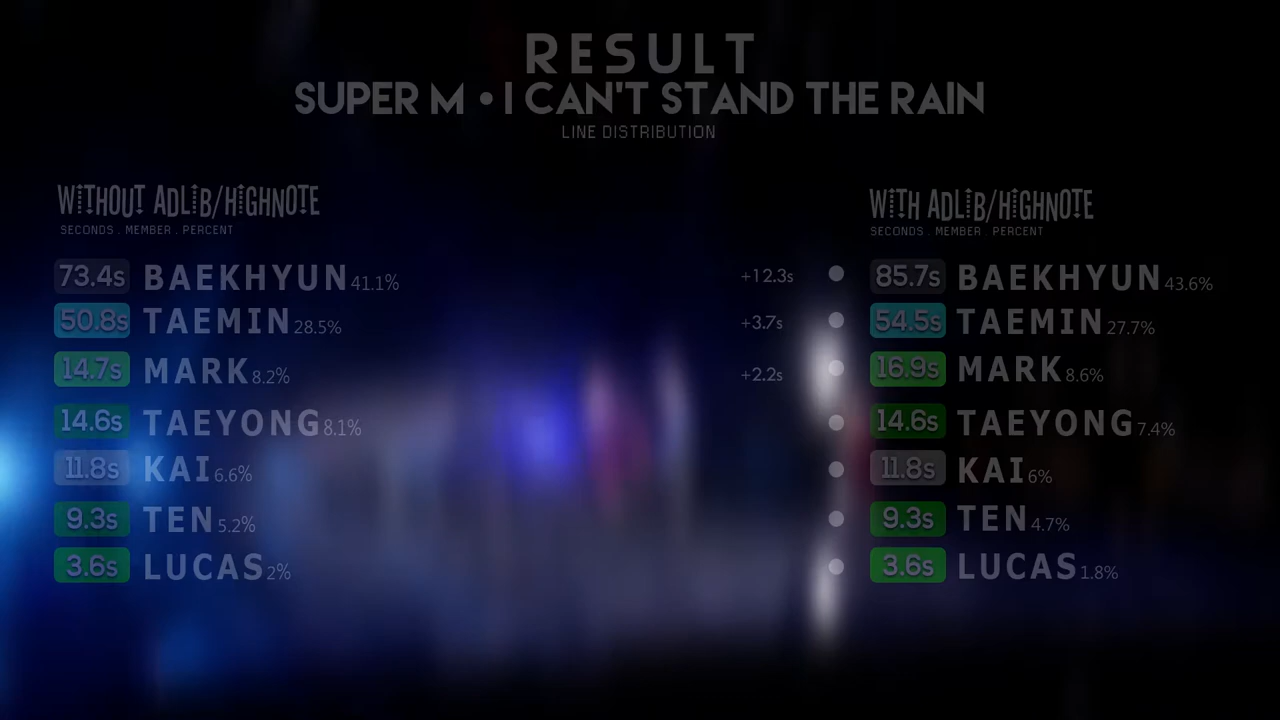 RESULT
SUPER M • I CAN'T STAND THE RAIN
LINE DISTRIBUTION
WITHOUT ADLIB/HIGHNOTE
SECONDS . MEMBER . PERCENT
73.4s BAEKHYUN 41.1%
50.8s TAEMIN 28.5%
14.7s MARK 8.2%
14.6s TAEYONG 8.1%
11.8s KAI 6.6%
9.3s TEN 5.2%
3.6s LUCAS 2%
WITH ADLIB/HIGHNOTE
SECONDS . MEMBER . PERCENT
+12.3s 85.7s BAEKHYUN 43.6%
+3.7s 54.5s TAEMIN 27.7%
+2.2s 16.9s MARK 8.6%
14.6s TAEYONG 7.4%
11.8s KAI 6%
9.3s TEN 4.7%
3.6s LUCAS 1.8%